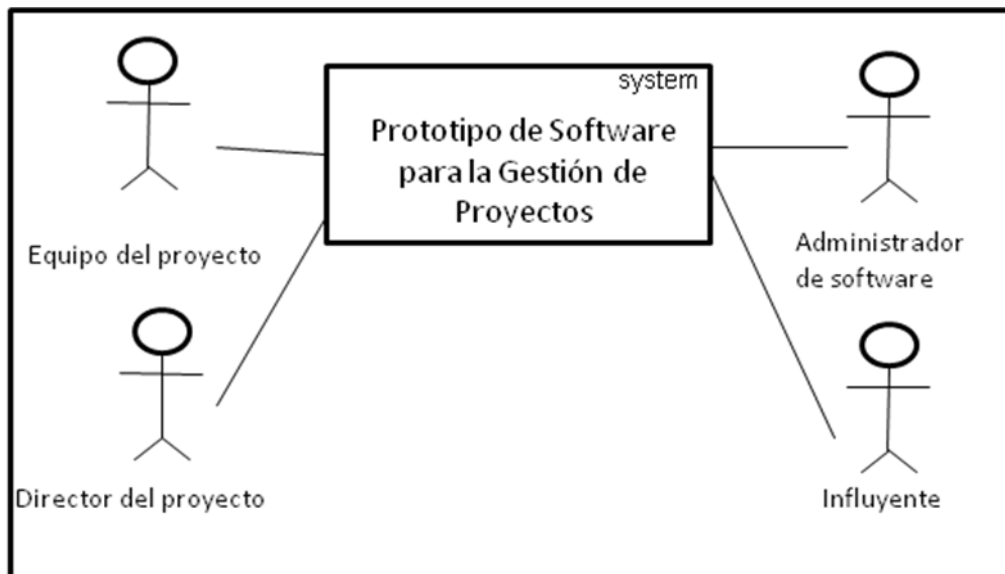 system
Prototipo de Software
para la Gestión de
Proyectos
Equipo del proyecto
Administrador
de software
Director del proyecto
Influyente